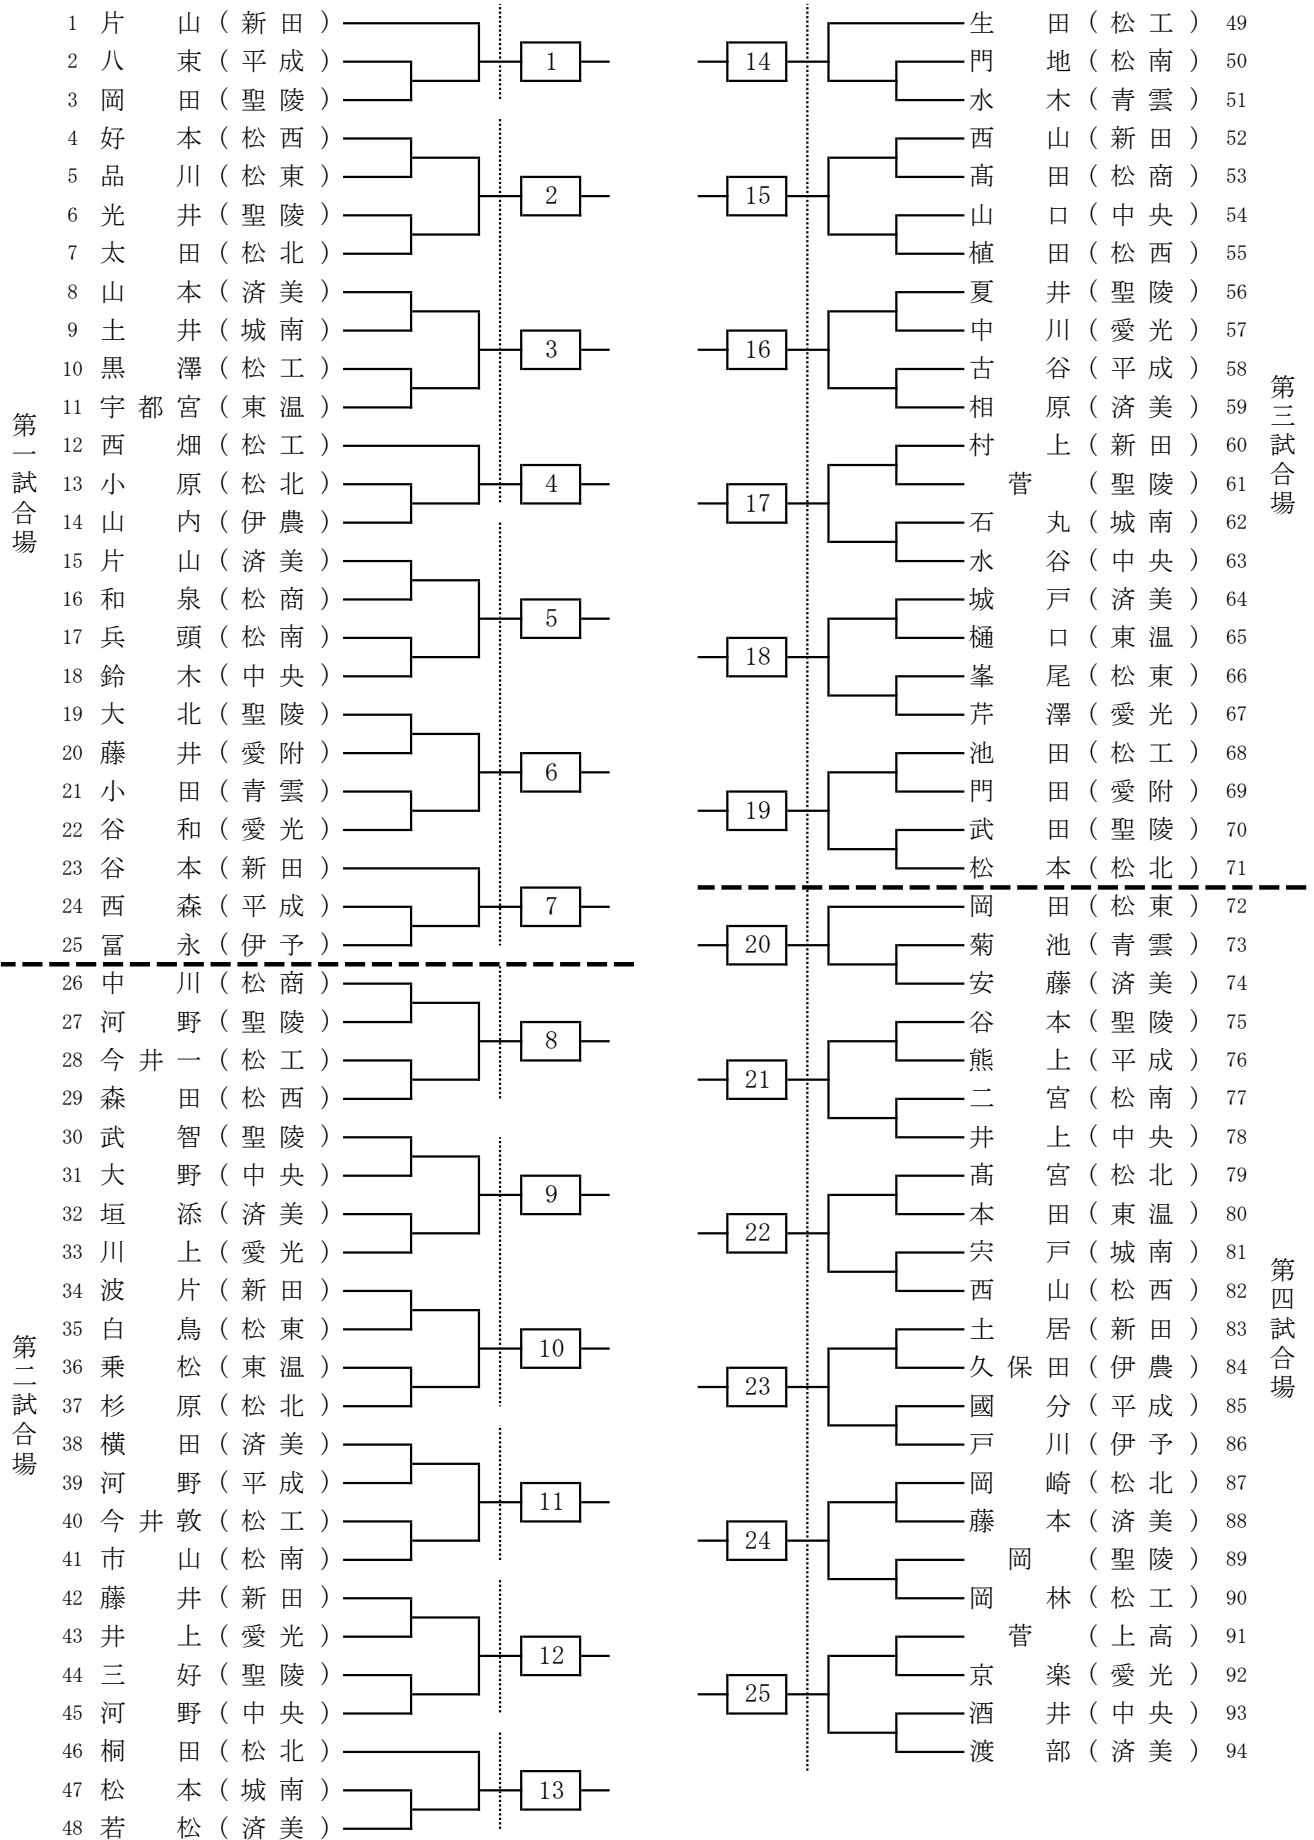 1 片山(新田)
2 八束(平成)
3 岡田(聖陵)
1
4 好本(松西)
5 品川(松東)
6 光井(聖陵)
7 太田(松北)
2
8 山本(済美)
9 土井(城南)
10 黒澤(松工)
11 宇都宮(東温)
3
12 西畑(松工)
13 小原(松北)
14 山内(伊農)
4
15 片山(済美)
16 和泉(松商)
17 兵頭(松南)
18 鈴木(中央)
5
19 大北(聖陵)
20 藤井(愛附)
21 小田(青雲)
22 谷和(愛光)
6
23 谷本(新田)
24 西森(平成)
25 冨永(伊予)
7
第一試合場
26 中川(松商)
27 河野(聖陵)
28 今井一(松工)
29 森田(松西)
8
30 武智(聖陵)
31 大野(中央)
32 垣添(済美)
33 川上(愛光)
9
34 波片(新田)
35 白鳥(松東)
36 乗松(東温)
37 杉原(松北)
10
38 横田(済美)
39 河野(平成)
40 今井敦(松工)
41 市山(松南)
11
42 藤井(新田)
43 井上(愛光)
44 三好(聖陵)
45 河野(中央)
12
46 桐田(松北)
47 松本(城南)
48 若松(済美)
13
第二試合場
14
生田(松工) 49
門地(松南) 50
水木(青雲) 51
15
西山(新田) 52
髙田(松商) 53
山口(中央) 54
植田(松西) 55
16
夏井(聖陵) 56
中川(愛光) 57
古谷(平成) 58
相原(済美) 59
17
村上(新田) 60
菅(聖陵) 61
石丸(城南) 62
水谷(中央) 63
18
城戸(済美) 64
樋口(東温) 65
峯尾(松東) 66
芹澤(愛光) 67
19
池田(松工) 68
門田(愛附) 69
武田(聖陵) 70
松本(松北) 71
第三試合場
20
岡田(松東) 72
菊池(青雲) 73
安藤(済美) 74
21
谷本(聖陵) 75
熊上(平成) 76
二宮(松南) 77
井上(中央) 78
22
髙宮(松北) 79
本田(東温) 80
宍戸(城南) 81
西山(松西) 82
23
土居(新田) 83
久保田(伊農) 84
國分(平成) 85
戸川(伊予) 86
24
岡崎(松北) 87
藤本(済美) 88
岡(聖陵) 89
岡林(松工) 90
25
菅(上高) 91
京楽(愛光) 92
酒井(中央) 93
渡部(済美) 94
第四試合場